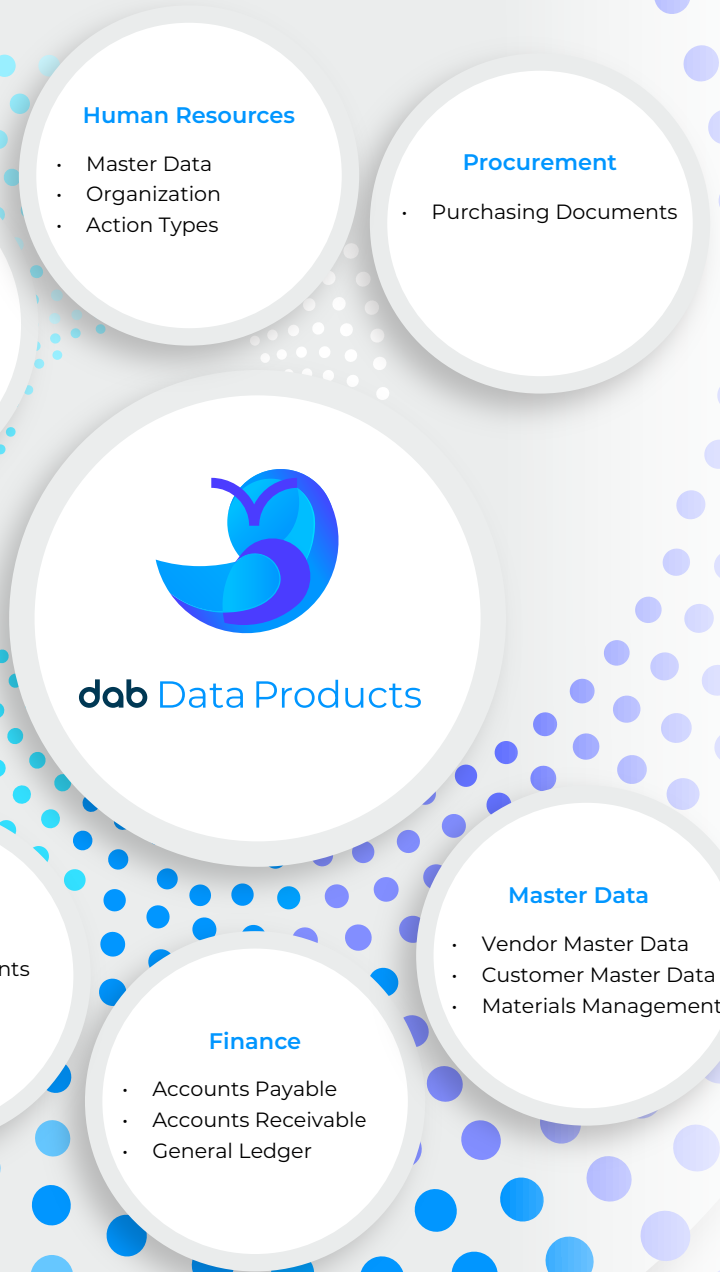 Human Resources
• Master Data
• Organization
• Action Types
Procurement
• Purchasing Documents
dab Data Products
Master Data
• Vendor Master Data
• Customer Master Data
• Materials Management
nts
Finance
• Accounts Payable
• Accounts Receivable
• General Ledger